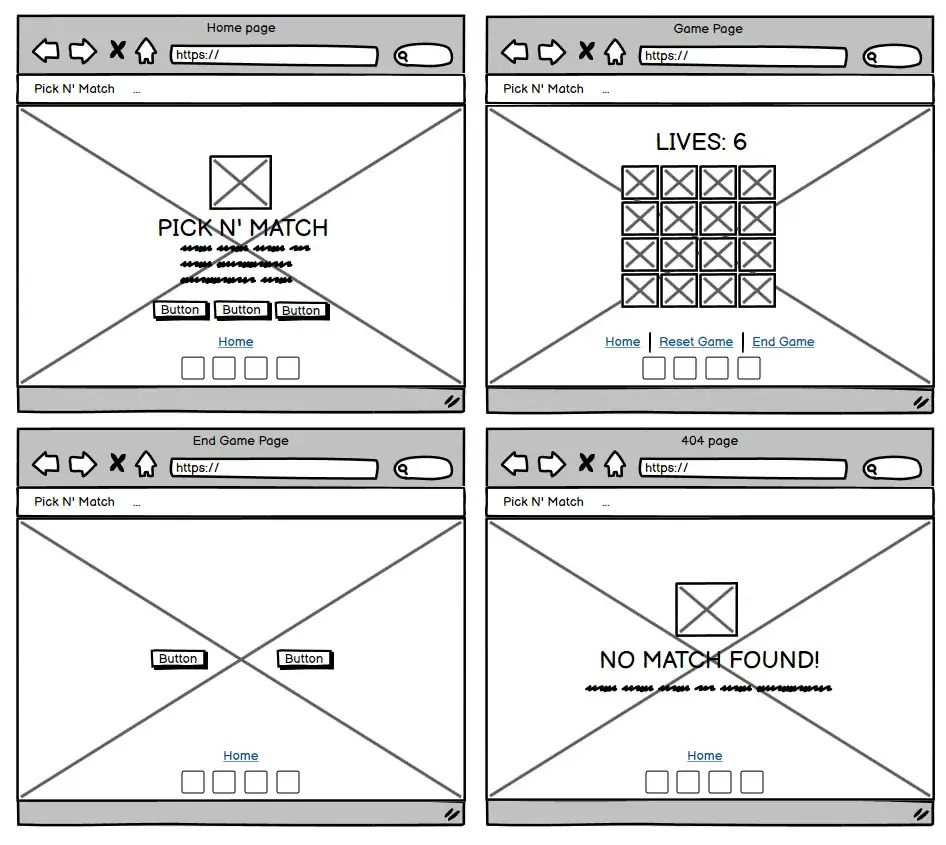 Home page
https://
Pick N' Match ...
PICK N' MATCH
Button Button Button
Home
Game Page
https://
Pick N' Match ...
LIVES: 6
Home Reset Game End Game
End Game Page
https://
Pick N' Match ...
Button Button
Home
404 page
https://
Pick N' Match ...
NO MATCH FOUND!
Home